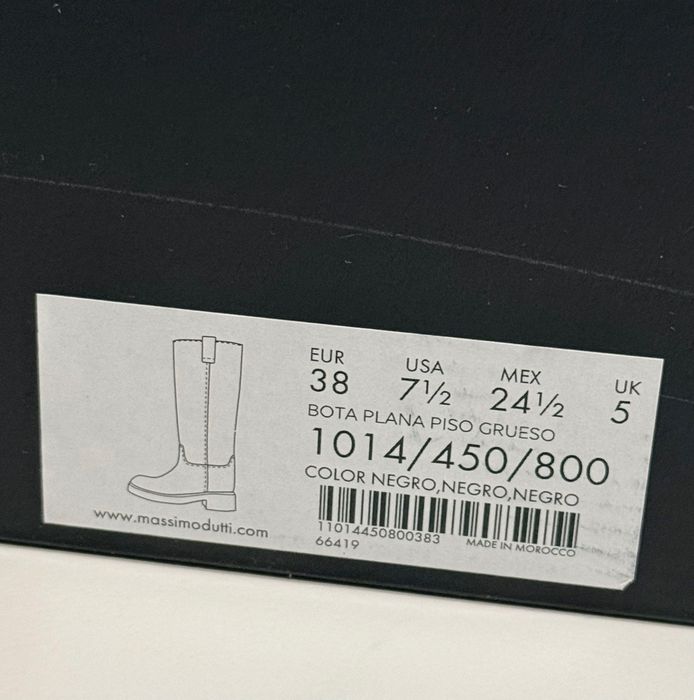 EUR USA MEX UK
38 7½ 24½ 5
BOTA PLANA PISO GRUESO
1014/450/800
COLOR NEGRO,NEGRO,NEGRO
11014450800383 MADE IN MOROCCO
66419
www.massimodutti.com